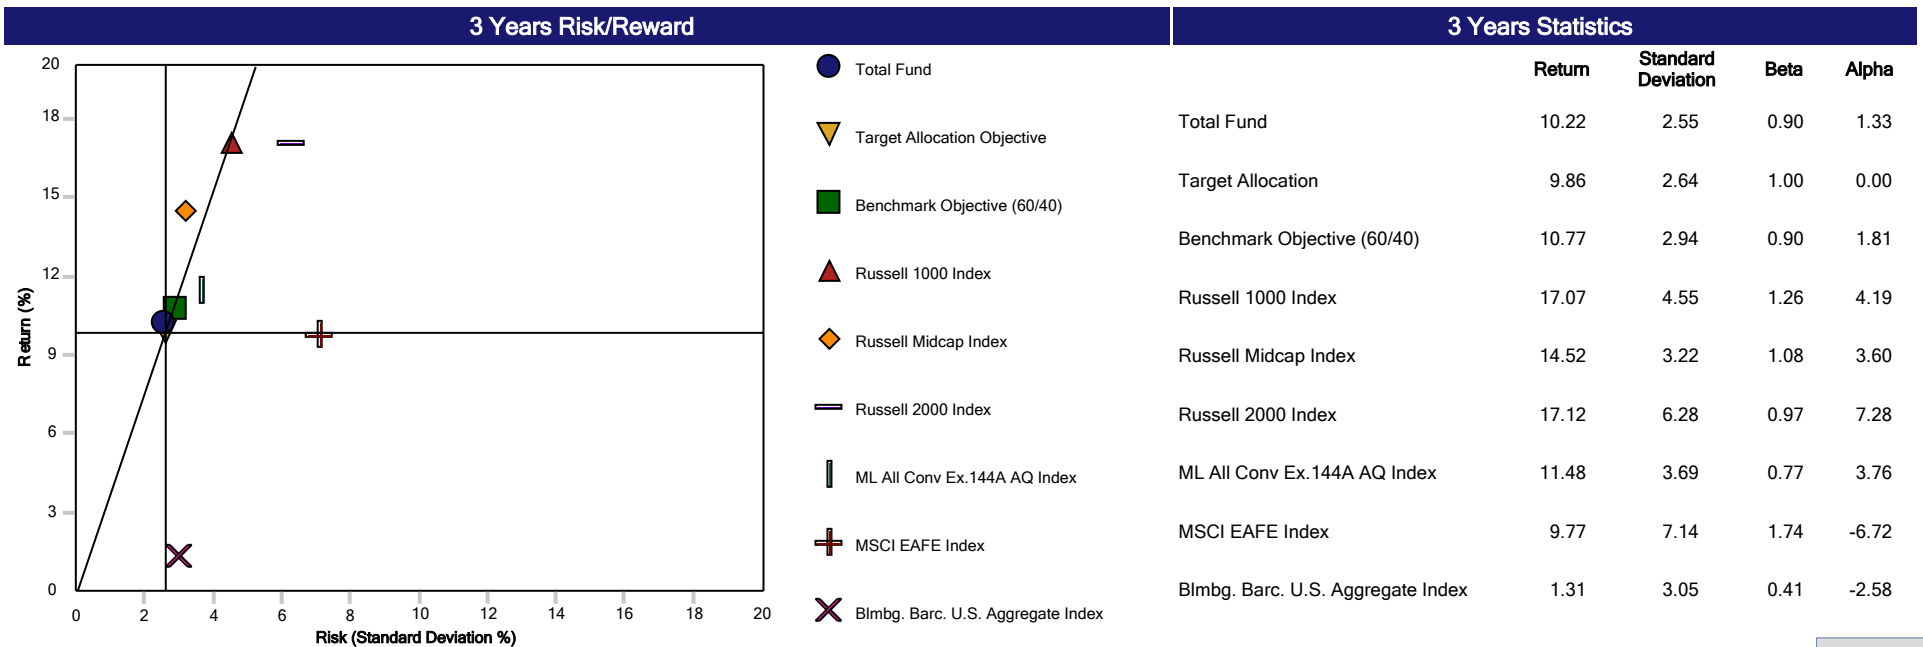 3 Years Risk/Reward
20
18
15
12
9
6
3
0
Return (%)
0 2 4 6 8 10 12 14 16 18 20
Risk (Standard Deviation %)
Total Fund
Target Allocation Objective
Benchmark Objective (60/40)
Russell 1000 Index
Russell Midcap Index
Russell 2000 Index
ML All Conv Ex.144A AQ Index
MSCI EAFE Index
Blmbg. Barc. U.S. Aggregate Index
3 Years Statistics
Return Standard Deviation Beta Alpha
Total Fund 10.22 2.55 0.90 1.33
Target Allocation 9.86 2.64 1.00 0.00
Benchmark Objective (60/40) 10.77 2.94 0.90 1.81
Russell 1000 Index 17.07 4.55 1.26 4.19
Russell Midcap Index 14.52 3.22 1.08 3.60
Russell 2000 Index 17.12 6.28 0.97 7.28
ML All Conv Ex.144A AQ Index 11.48 3.69 0.77 3.76
MSCI EAFE Index 9.77 7.14 1.74 -6.72
Blmbg. Barc. U.S. Aggregate Index 1.31 3.05 0.41 -2.58